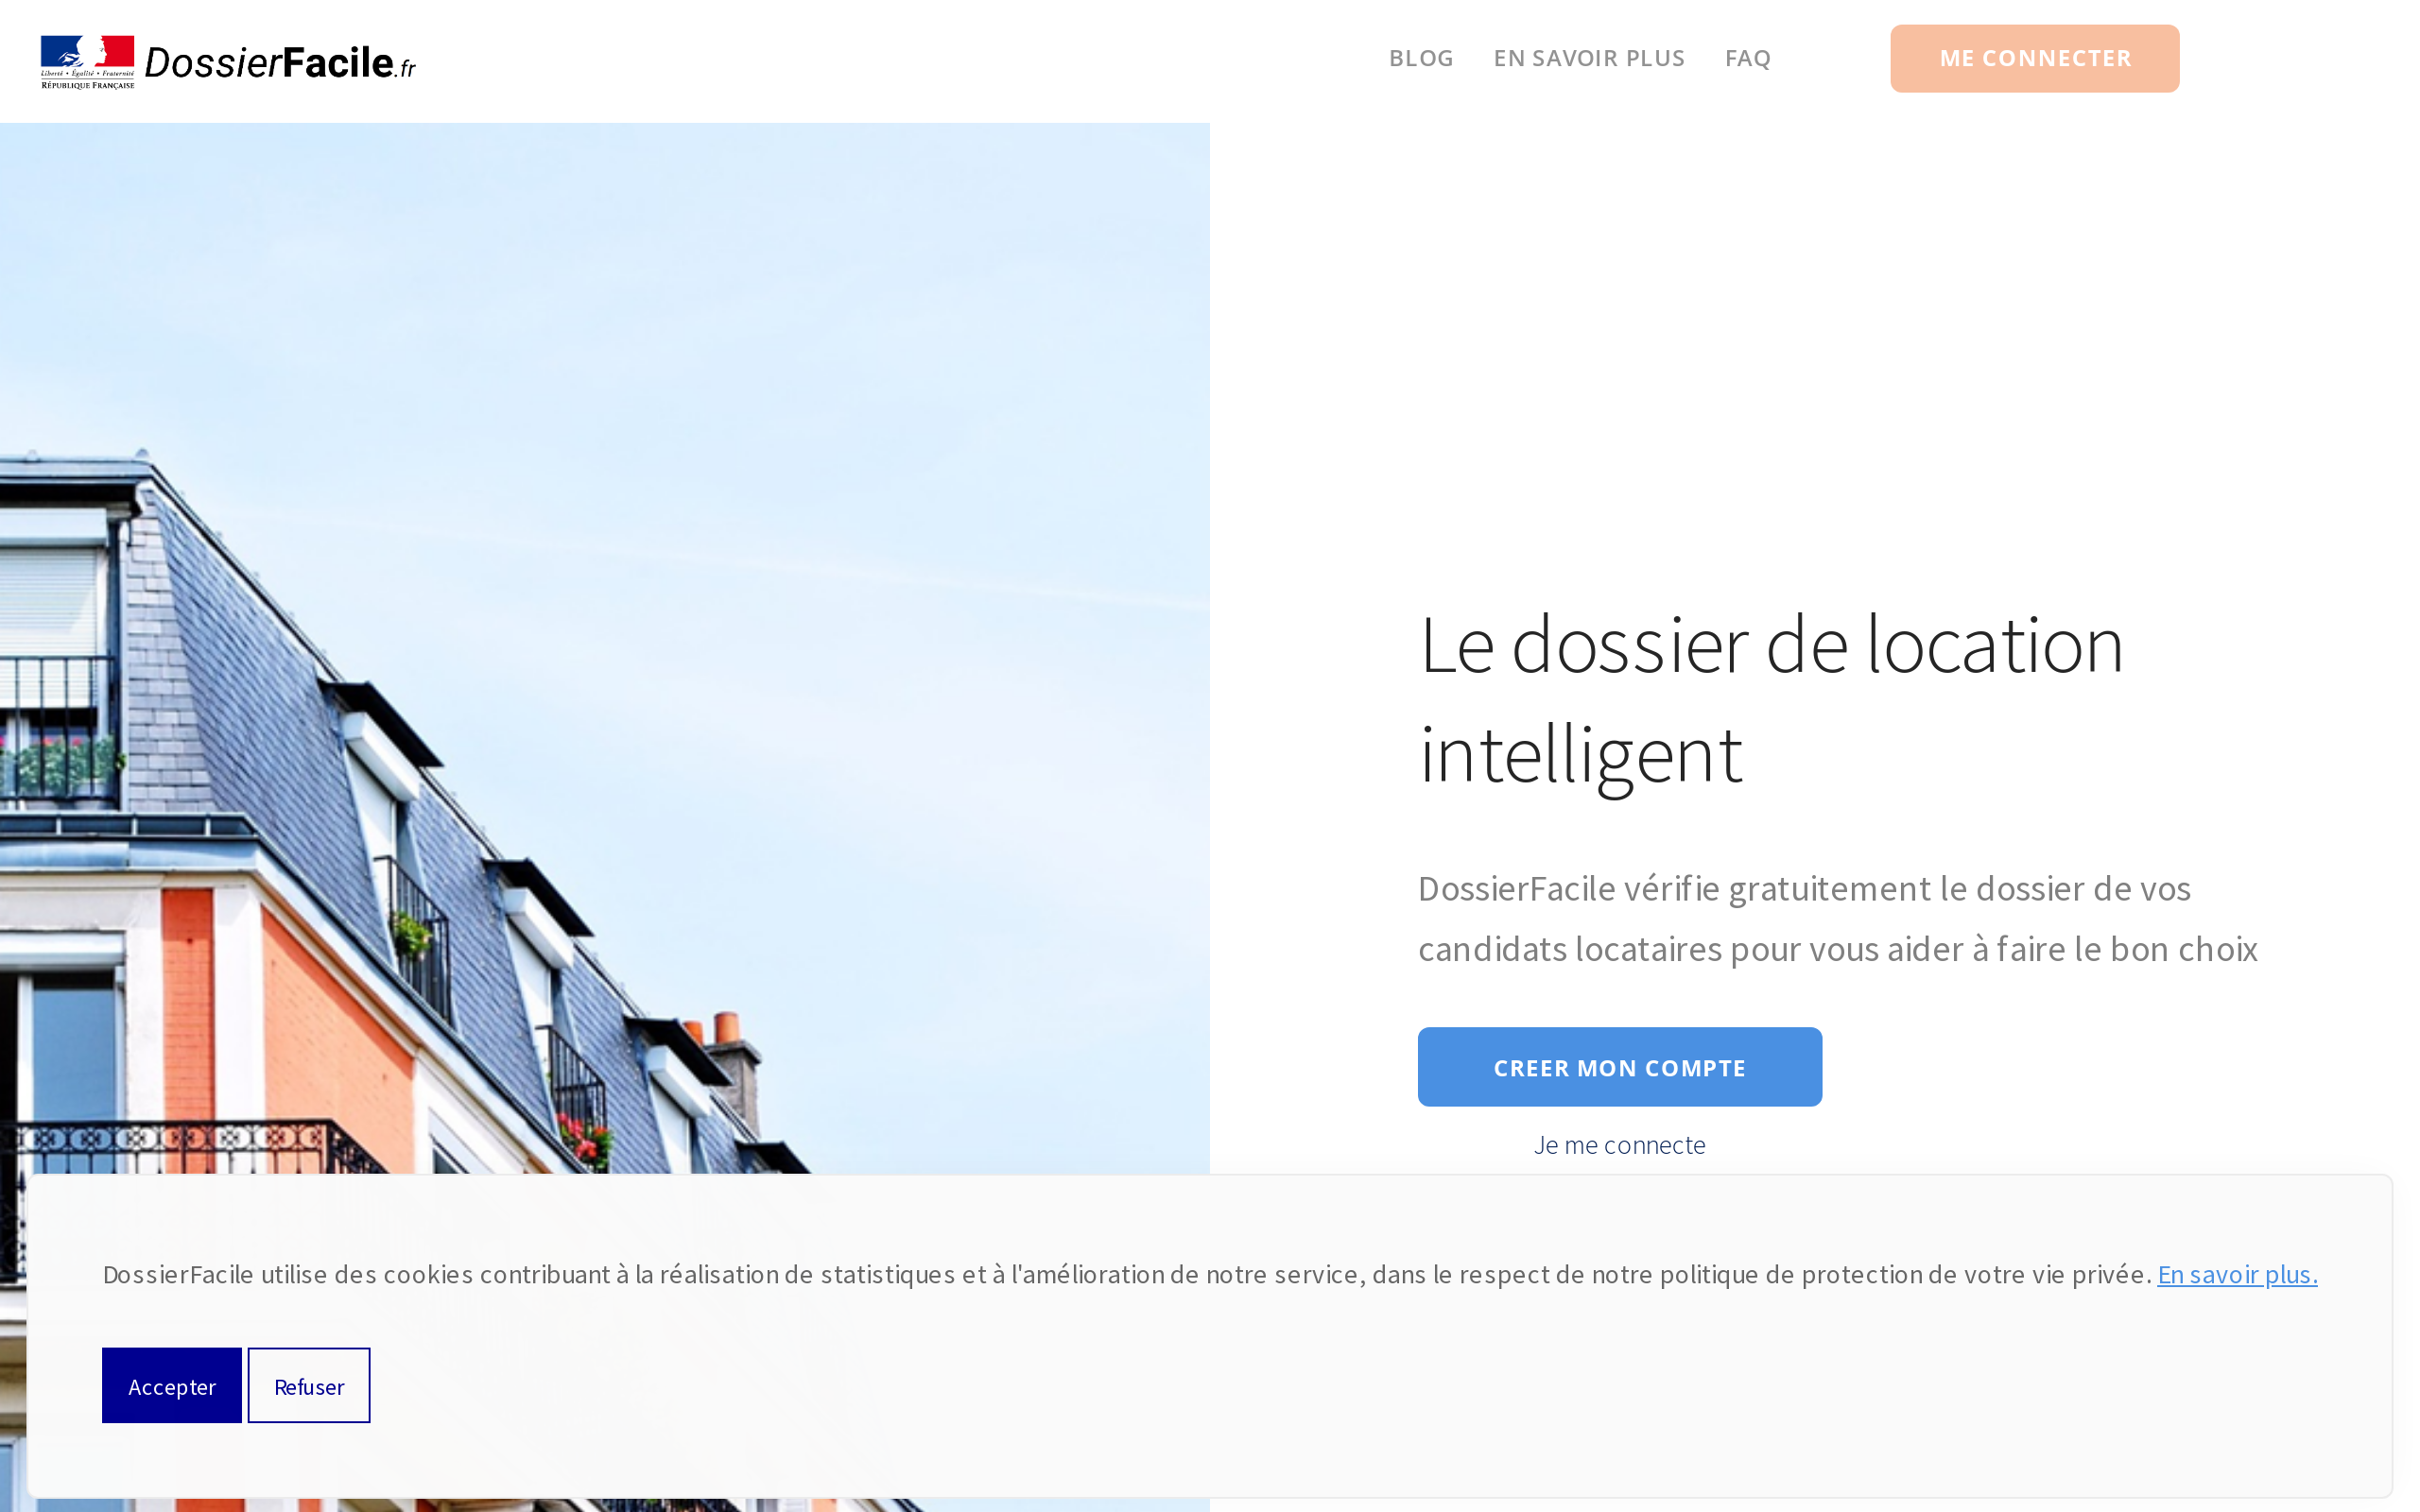 Liberté • Égalité • Fraternité
RÉPUBLIQUE FRANÇAISE
DossierFacile.fr
BLOG EN SAVOIR PLUS FAQ ME CONNECTER
Le dossier de location
intelligent
DossierFacile vérifie gratuitement le dossier de vos
candidats locataires pour vous aider à faire le bon choix
CREER MON COMPTE
Je me connecte
DossierFacile utilise des cookies contribuant à la réalisation de statistiques et à l'amélioration de notre service, dans le respect de notre politique de protection de votre vie privée. En savoir plus.
Accepter Refuser